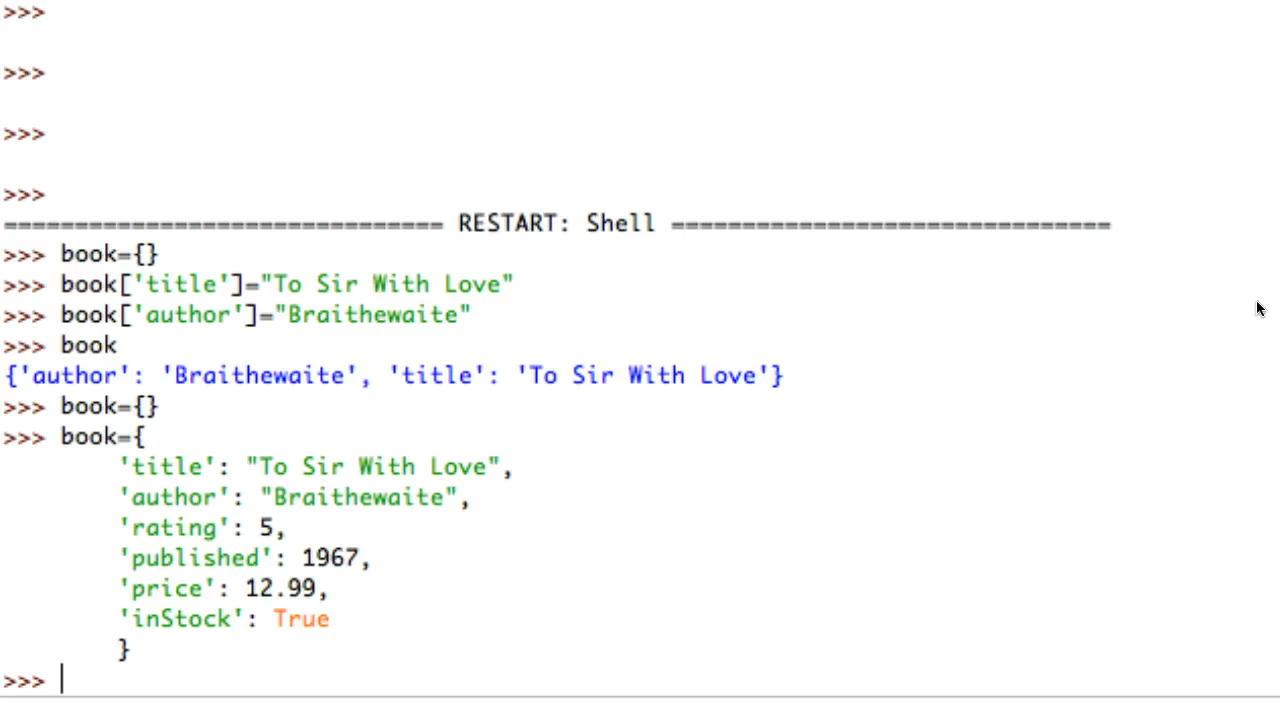 >>>
>>>
>>>
>>>
=============================== RESTART: Shell ===============================
>>> book={}
>>> book['title']="To Sir With Love"
>>> book['author']="Braithewaite"
>>> book
{'author': 'Braithewaite', 'title': 'To Sir With Love'}
>>> book={}
>>> book={
        'title': "To Sir With Love",
        'author': "Braithewaite",
        'rating': 5,
        'published': 1967,
        'price': 12.99,
        'inStock': True
        }
>>>